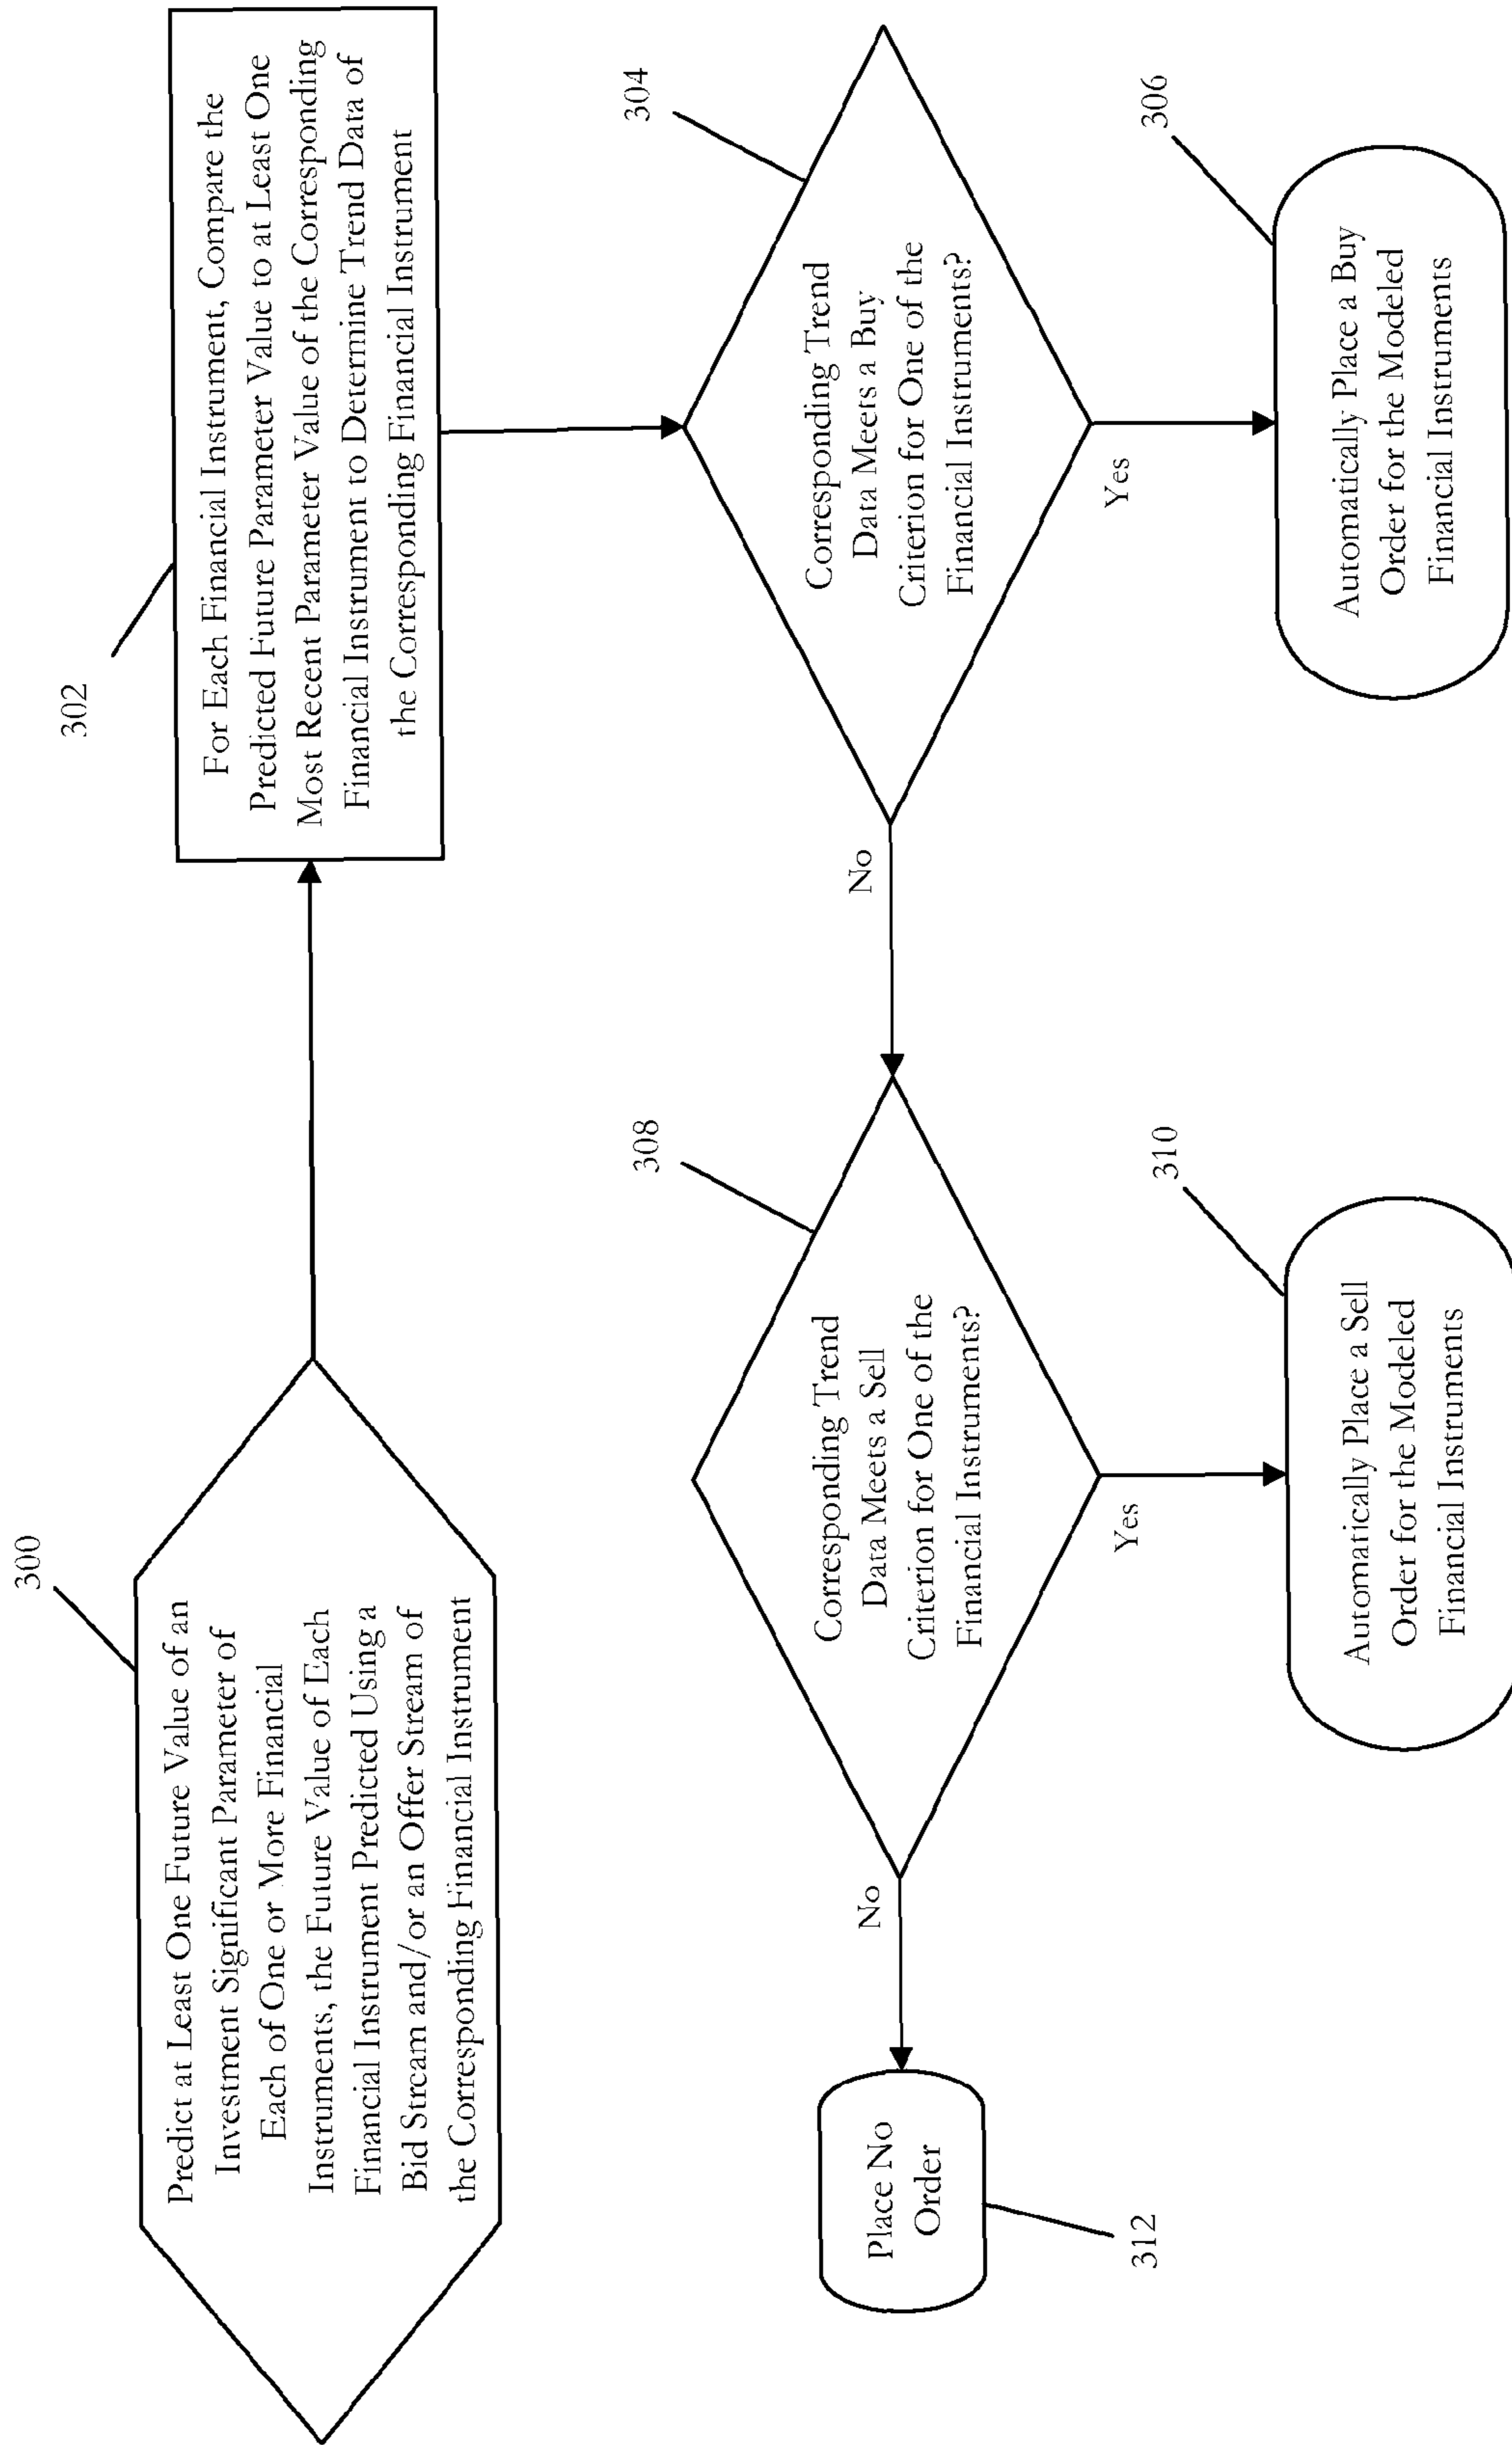 300
Predict at Least One Future Value of an
Investment Significant Parameter of
Each of One or More Financial
Instruments, the Future Value of Each
Financial Instrument Predicted Using a
Bid Stream and/or an Offer Stream of
the Corresponding Financial Instrument
302
For Each Financial Instrument, Compare the
Predicted Future Parameter Value to at Least One
Most Recent Parameter Value of the Corresponding
Financial Instrument to Determine Trend Data of
the Corresponding Financial Instrument
304
Corresponding Trend
Data Meets a Buy
Criterion for One of the
Financial Instruments?
Yes
No
306
Automatically Place a Buy
Order for the Modeled
Financial Instruments
308
Corresponding Trend
Data Meets a Sell
Criterion for One of the
Financial Instruments?
Yes
No
310
Automatically Place a Sell
Order for the Modeled
Financial Instruments
Place No
Order
312